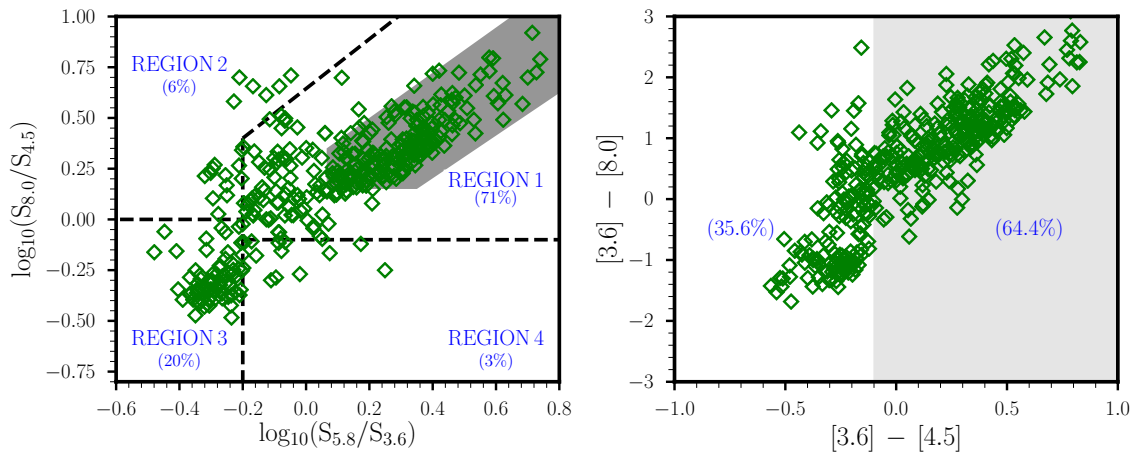 1.00
0.75
0.50
0.25
0.00
−0.25
−0.50
−0.75
log10(S8.0/S4.5)
REGION 2
(6%)
REGION 1
(71%)
REGION 3
(20%)
REGION 4
(3%)
−0.6 −0.4 −0.2 0.0 0.2 0.4 0.6 0.8
log10(S5.8/S3.6)
3
2
1
0
−1
−2
−3
[3.6] − [8.0]
(35.6%)
(64.4%)
−1.0 −0.5 0.0 0.5 1.0
[3.6] − [4.5]